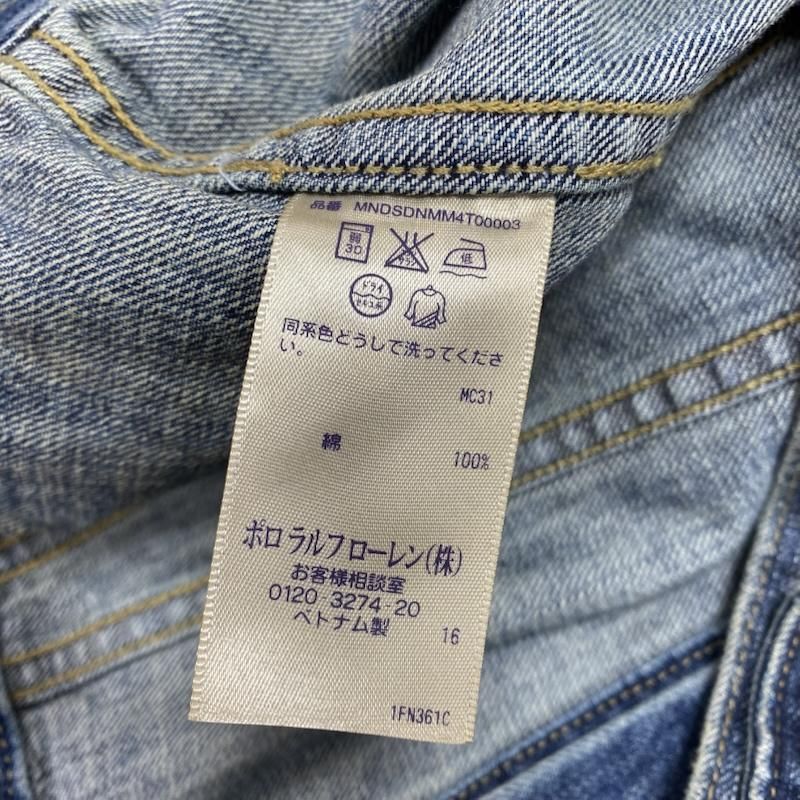 品番 MNDSDNMM4T00003
弱
30
低
ドライ
同系色どうしで洗ってくださ
い。
MC31
綿 100%
ポロ ラルフ ローレン(株)
お客様相談室
0120-3274-20
ベトナム製 16
1FN361C